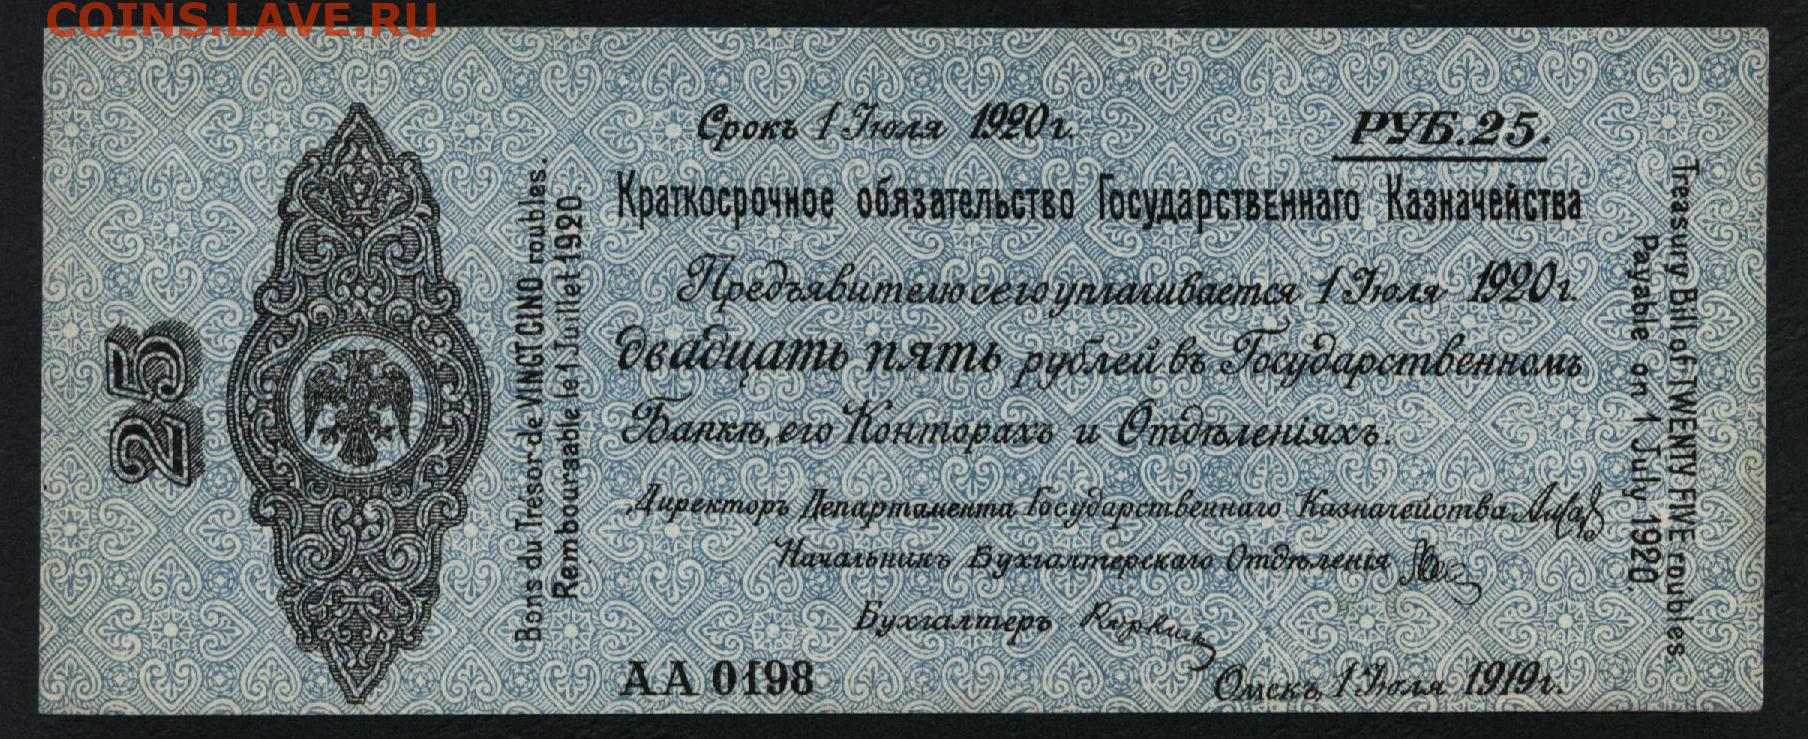 COINS.LAVE.RU
Срокъ 1 Іюля 1920 г.
РУБ. 25.
Краткосрочное обязательство Государственнаго Казначейства
Предъявителю сего уплачивается 1 Іюля 1920 г.
двадцать пять рублей въ Государственномъ
Банкѣ, его Конторахъ и Отдѣленіяхъ.
Директоръ Департамента Государственнаго Казначейства
Начальникъ Бухгалтерскаго Отдѣленія
Бухгалтеръ
АА 0198
Омскъ, 1 Іюля 1919 г.
25
Bons du Trésor de VINGT CINQ roubles.
Remboursable le 1 Juillet 1920.
Treasury Bill of TWENTY FIVE roubles.
Payable on 1 July 1920.